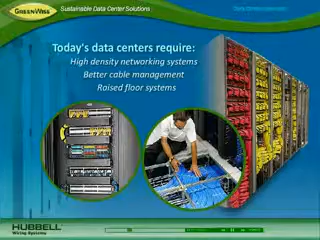 GREENWISE Sustainable Data Center Solutions
Today's data centers require:
High density networking systems
Better cable management
Raised floor systems
HUBBELL
Wiring Systems